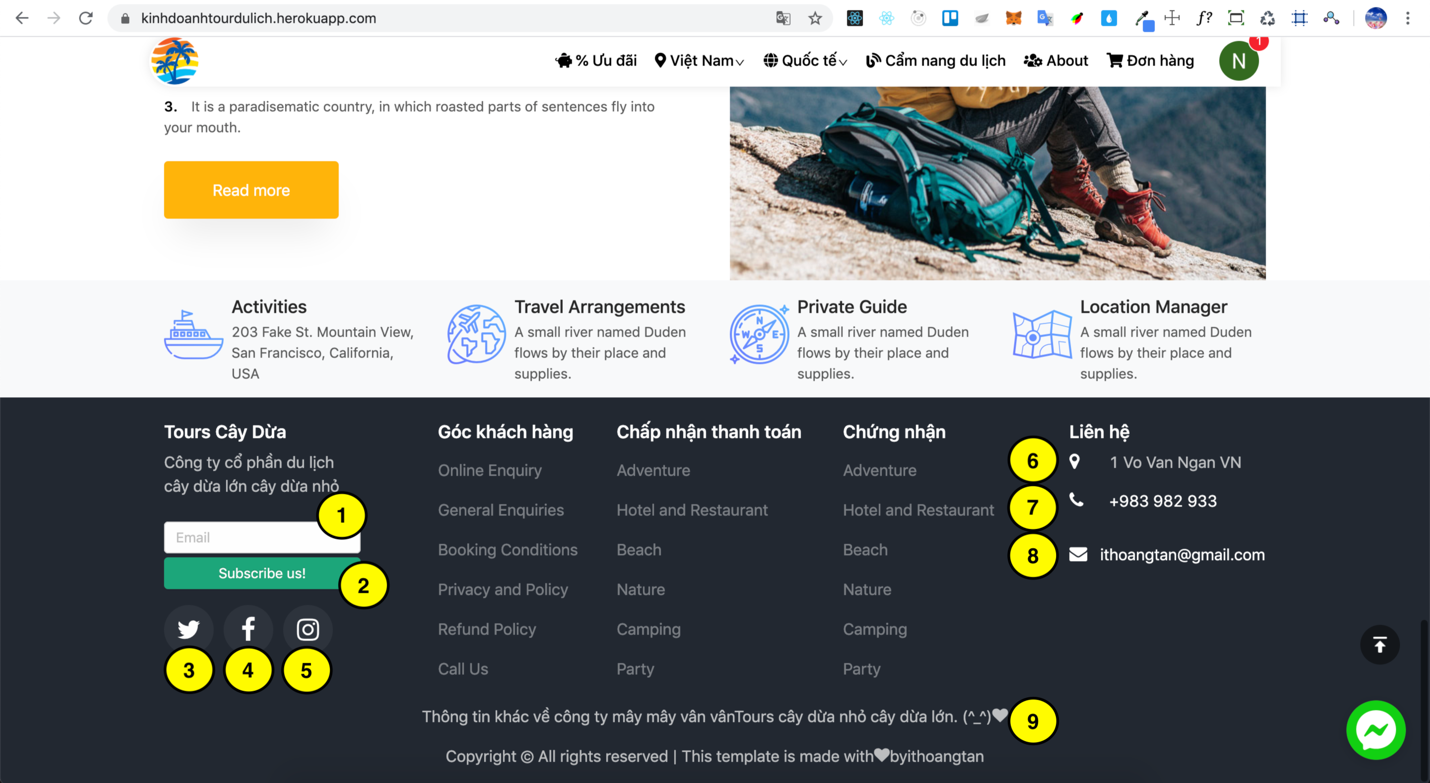 kinhdoanhtourdulich.herokuapp.com
f?
% Ưu đãi
Việt Nam
Quốc tế
Cẩm nang du lịch
About
Đơn hàng
N
1
3. It is a paradisematic country, in which roasted parts of sentences fly into
your mouth.
Read more
Activities
203 Fake St. Mountain View,
San Francisco, California,
USA
Travel Arrangements
A small river named Duden
flows by their place and
supplies.
N
W
E
S
Private Guide
A small river named Duden
flows by their place and
supplies.
Location Manager
A small river named Duden
flows by their place and
supplies.
Tours Cây Dừa
Công ty cổ phần du lịch
cây dừa lớn cây dừa nhỏ
1
Email
Subscribe us!
2
3
4
5
Góc khách hàng
Online Enquiry
General Enquiries
Booking Conditions
Privacy and Policy
Refund Policy
Call Us
Chấp nhận thanh toán
Adventure
Hotel and Restaurant
Beach
Nature
Camping
Party
Chứng nhận
Adventure
Hotel and Restaurant
Beach
Nature
Camping
Party
Liên hệ
6
1 Vo Van Ngan VN
7
+983 982 933
8
ithoangtan@gmail.com
Thông tin khác về công ty mây mây vân vânTours cây dừa nhỏ cây dừa lớn. (^_^)❤
9
Copyright © All rights reserved | This template is made with❤byithoangtan